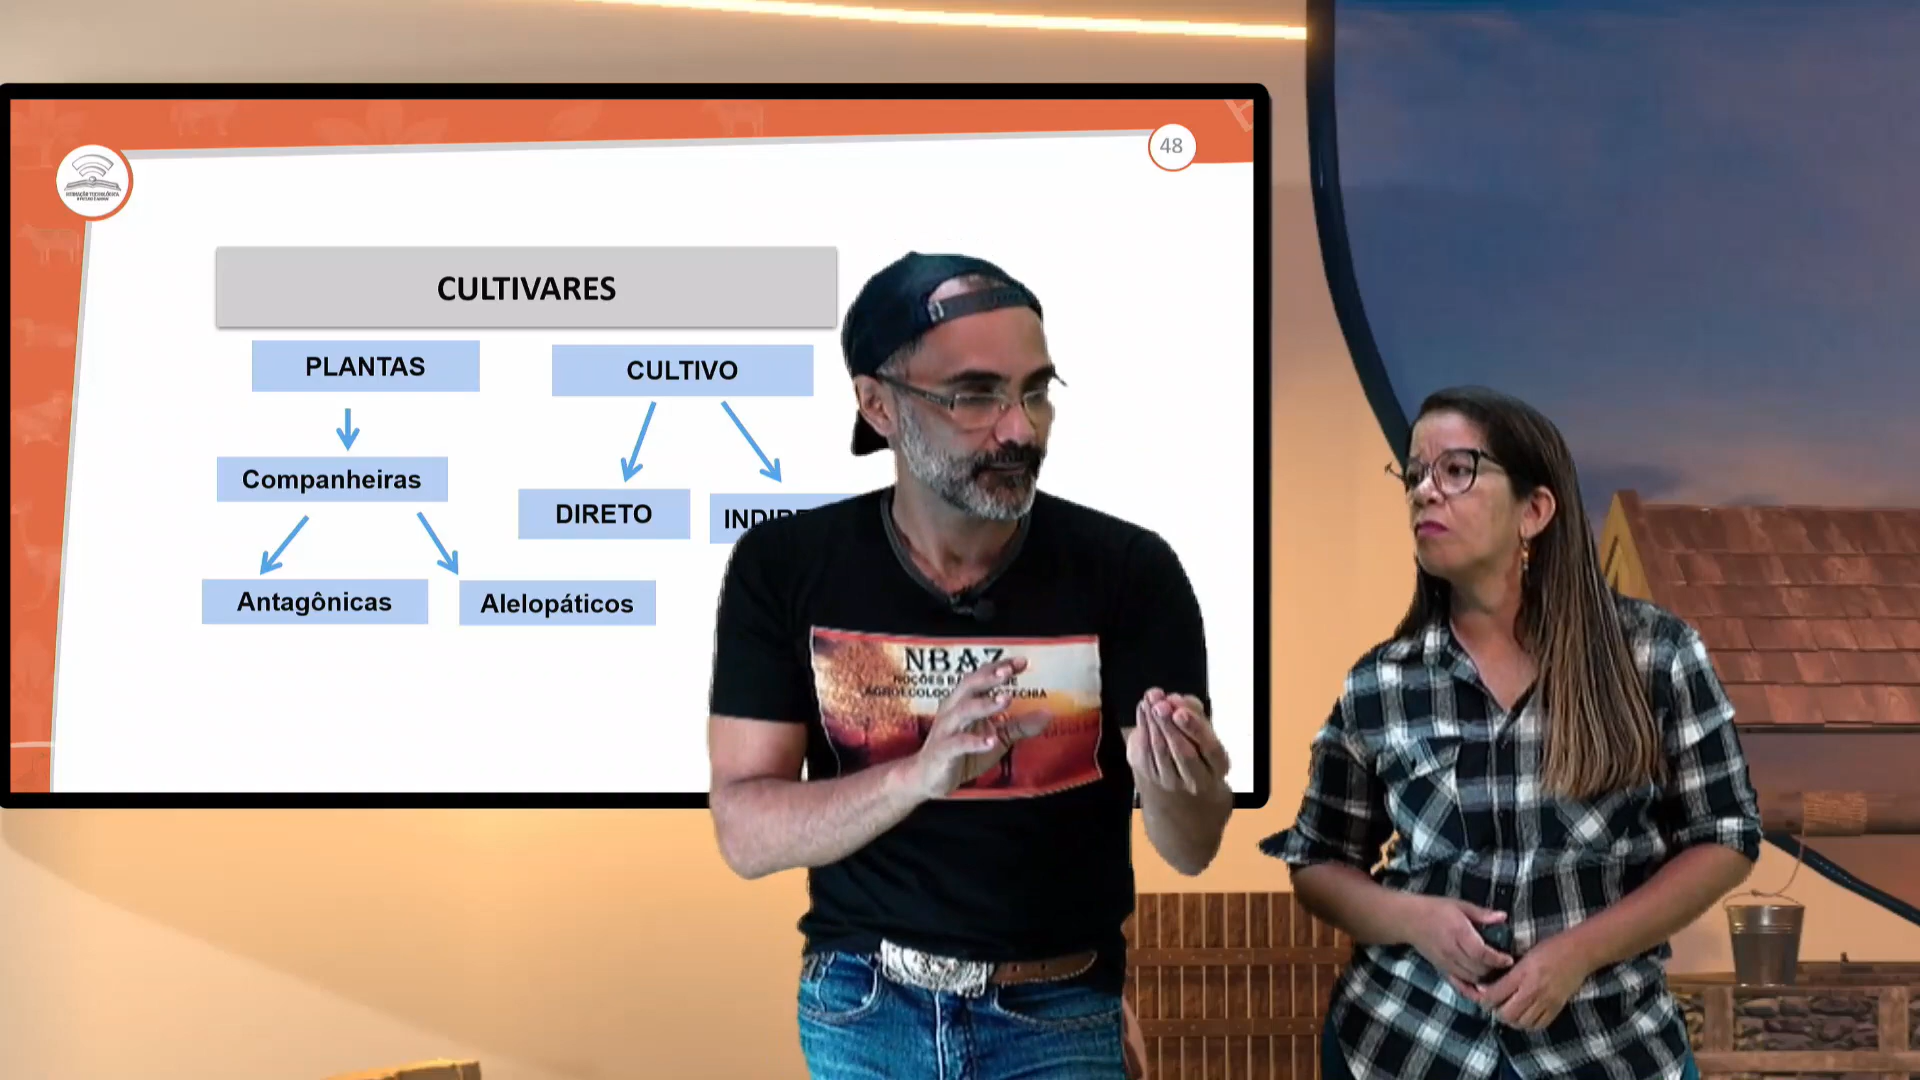 48
CULTIVARES
PLANTAS
CULTIVO
Companheiras
DIRETO
Antagônicas
Alelopáticos
NBAZ